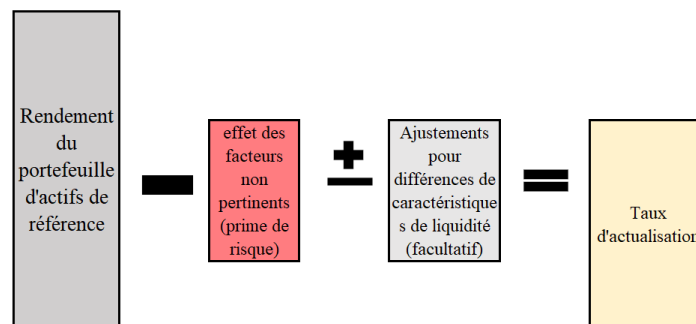 Rendement
du
portefeuille
d'actifs de
référence
effet des
facteurs
non
pertinents
(prime de
risque)
Ajustements
pour
différences de
caractéristique
s de liquidité
(facultatif)
Taux
d'actualisation